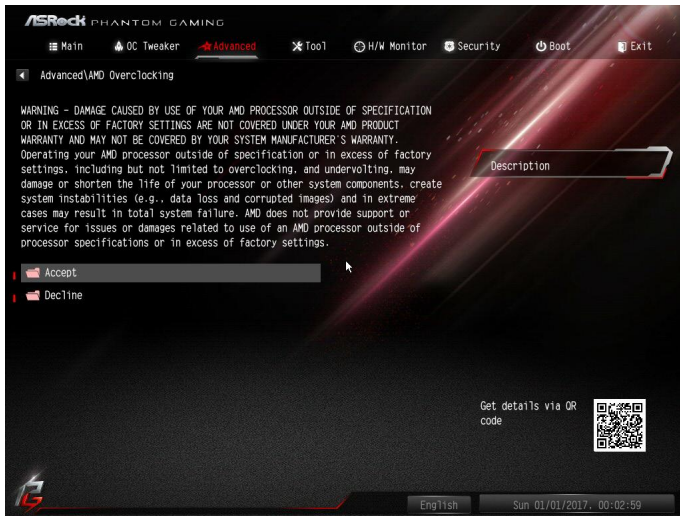 ASRock PHANTOM GAMING
Main OC Tweaker Advanced Tool H/W Monitor Security Boot Exit
Advanced\AMD Overclocking
WARNING - DAMAGE CAUSED BY USE OF YOUR AMD PROCESSOR OUTSIDE OF SPECIFICATION
OR IN EXCESS OF FACTORY SETTINGS ARE NOT COVERED UNDER YOUR AMD PRODUCT
WARRANTY AND MAY NOT BE COVERED BY YOUR SYSTEM MANUFACTURER'S WARRANTY.
Operating your AMD processor outside of specification or in excess of factory
settings, including but not limited to overclocking, and undervolting, may
damage or shorten the life of your processor or other system components, create
system instabilities (e.g., data loss and corrupted images) and in extreme
cases may result in total system failure. AMD does not provide support or
service for issues or damages related to use of an AMD processor outside of
processor specifications or in excess of factory settings.
Description
Accept
Decline
Get details via QR
code
English
Sun 01/01/2017. 00:02:59